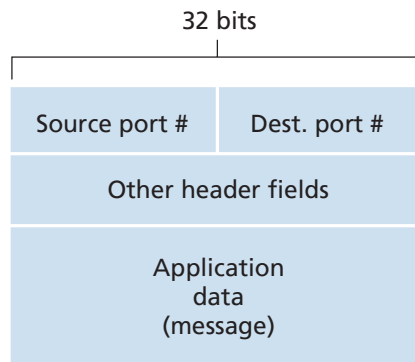 32 bits
Source port #
Dest. port #
Other header fields
Application
data
(message)